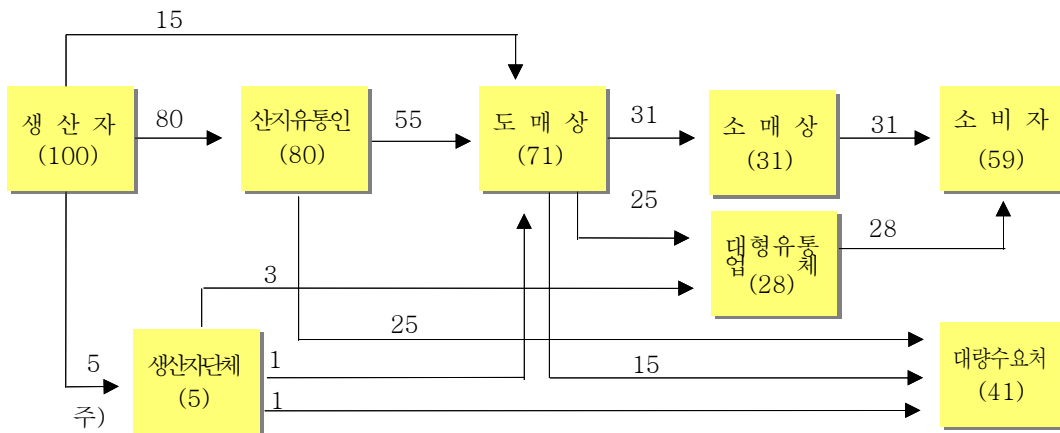 15
생 산 자
(100)
80
산지유통인
(80)
55
도 매 상
(71)
31
소 매 상
(31)
31
소 비 자
(59)
25
대형유통
업 체
(28)
28
3
25
5
주)
생산자단체
(5)
1
1
15
대량수요처
(41)